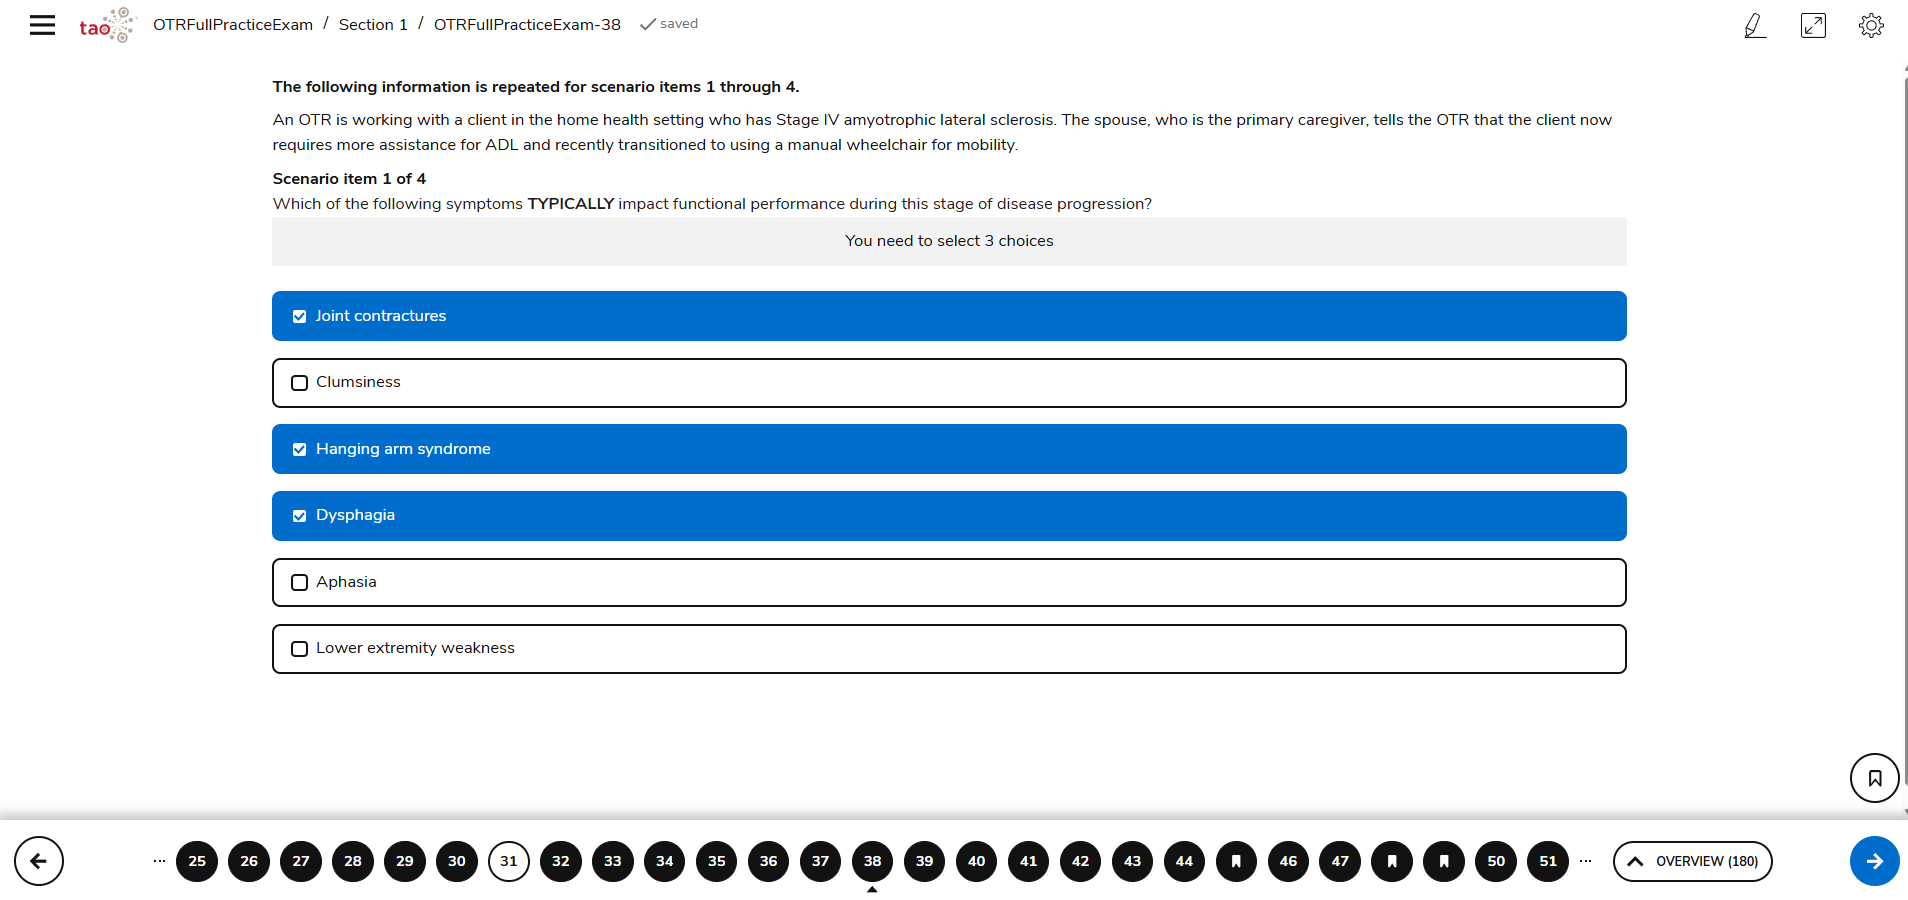 tao OTRFullPracticeExam / Section 1 / OTRFullPracticeExam-38 saved
The following information is repeated for scenario items 1 through 4.
An OTR is working with a client in the home health setting who has Stage IV amyotrophic lateral sclerosis. The spouse, who is the primary caregiver, tells the OTR that the client now
requires more assistance for ADL and recently transitioned to using a manual wheelchair for mobility.
Scenario item 1 of 4
Which of the following symptoms TYPICALLY impact functional performance during this stage of disease progression?
You need to select 3 choices
Joint contractures
Clumsiness
Hanging arm syndrome
Dysphagia
Aphasia
Lower extremity weakness
... 25 26 27 28 29 30 31 32 33 34 35 36 37 38 39 40 41 42 43 44 46 47 50 51 ... OVERVIEW (180)